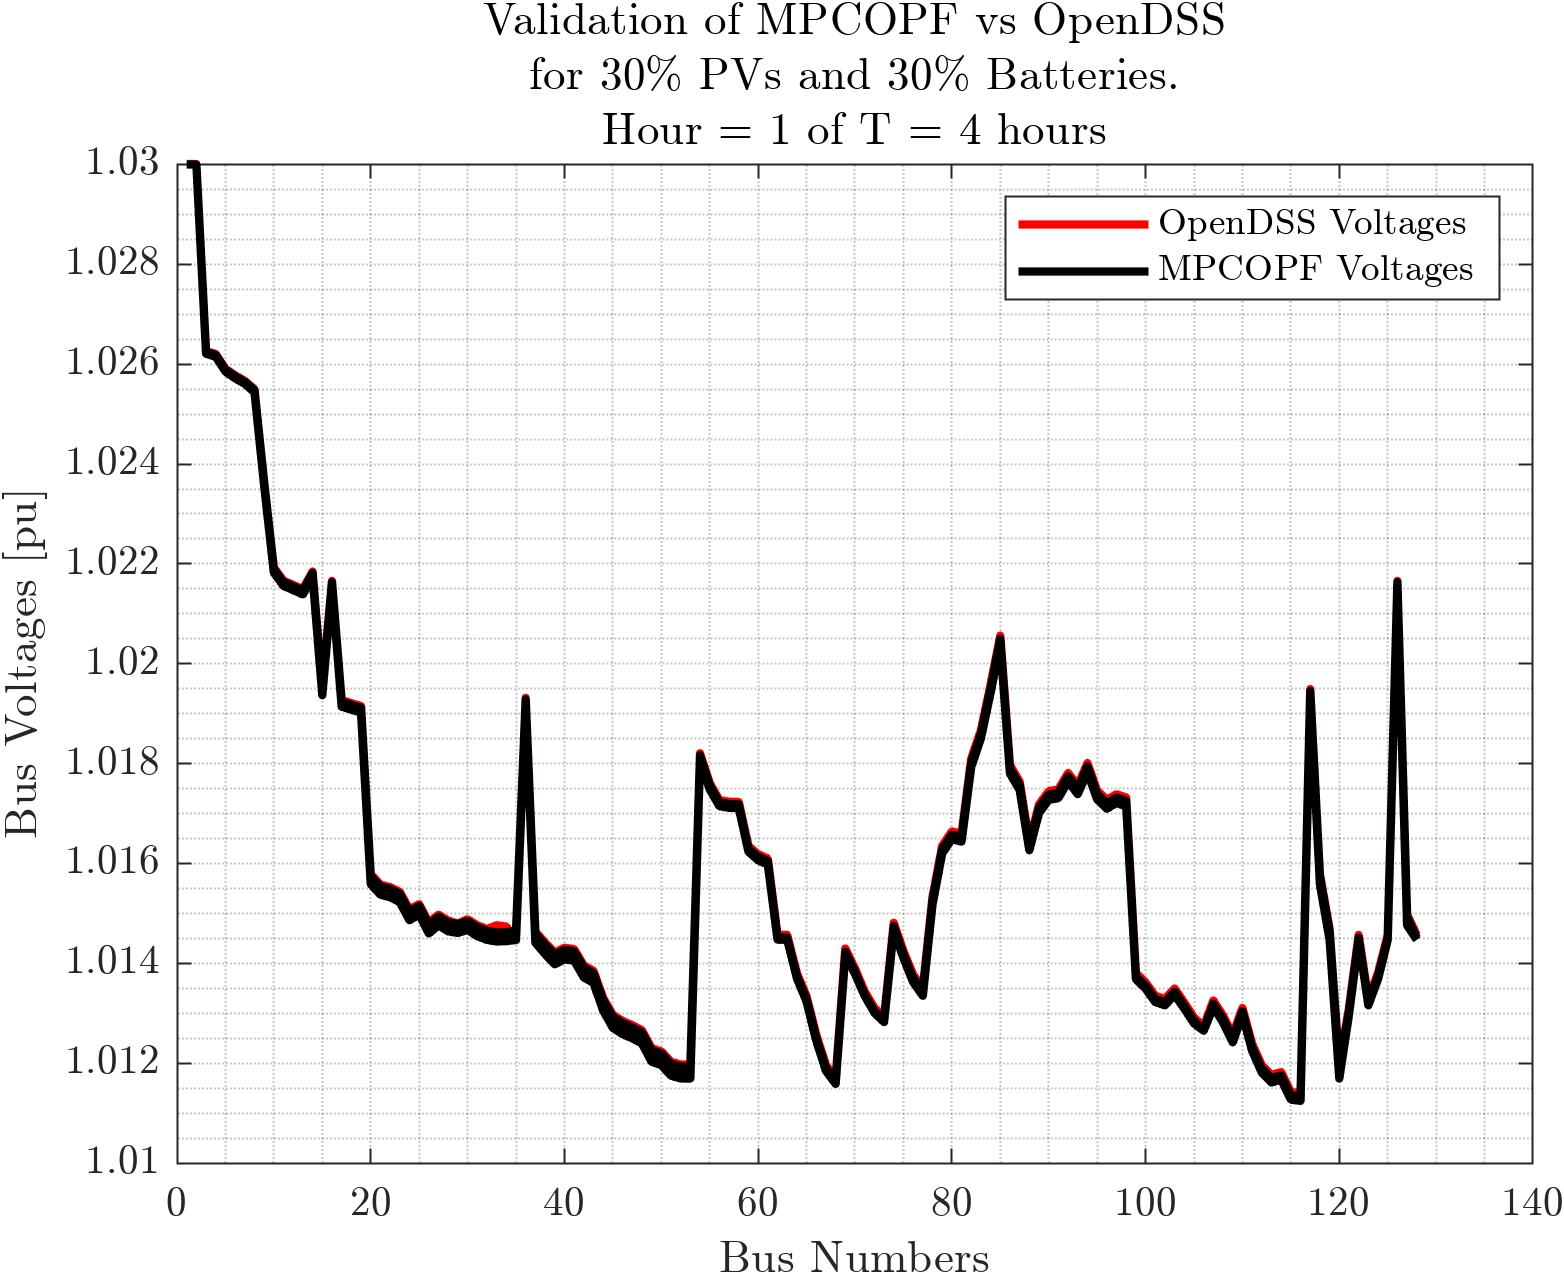 Validation of MPCOPF vs OpenDSS
for 30% PVs and 30% Batteries.
Hour = 1 of T = 4 hours
1.03
1.028
1.026
1.024
1.022
1.02
1.018
1.016
1.014
1.012
1.01
Bus Voltages [pu]
OpenDSS Voltages
MPCOPF Voltages
0 20 40 60 80 100 120 140
Bus Numbers